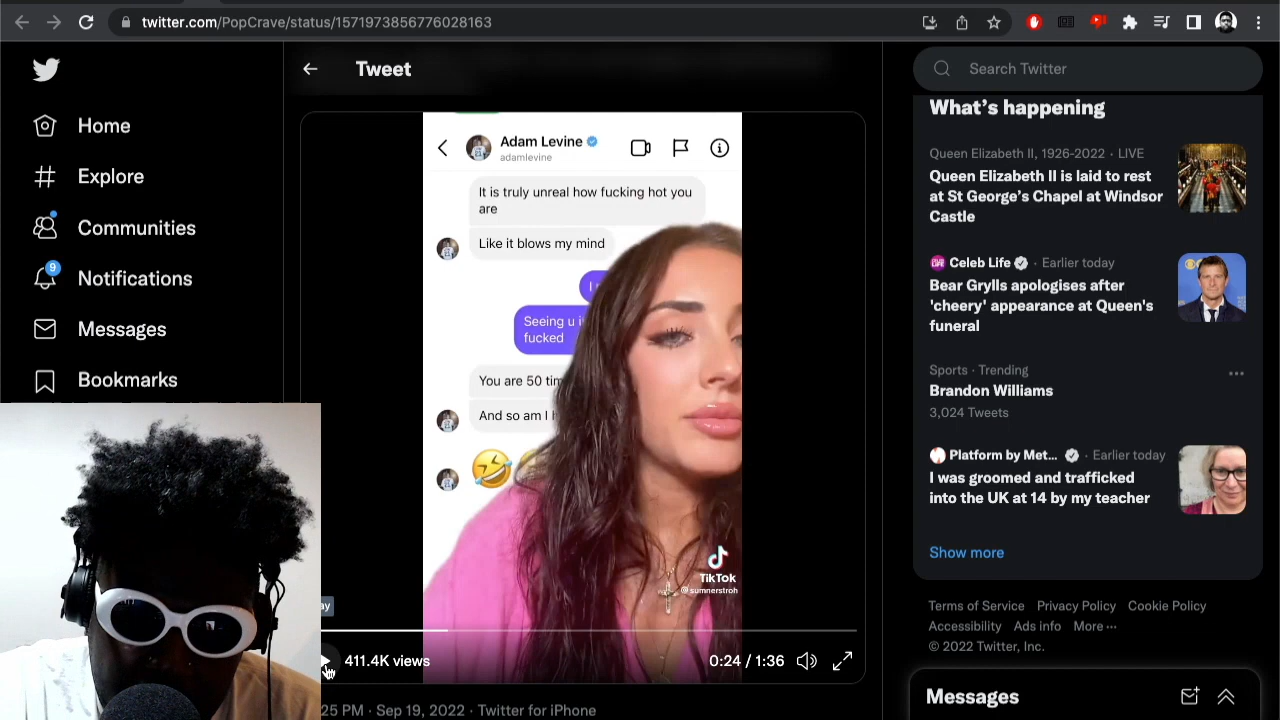 twitter.com/PopCrave/status/1571973856776028163
Home
Explore
Communities
9
Notifications
Messages
Bookmarks
Tweet
Adam Levine
adamlevine
It is truly unreal how fucking hot you
are
Like it blows my mind
I
Seeing u i
fucked
You are 50 tim
And so am I
TikTok
@sumnerstroh
ay
411.4K views
0:24 / 1:36
25 PM · Sep 19, 2022 · Twitter for iPhone
Search Twitter
What's happening
Queen Elizabeth II, 1926-2022 · LIVE
Queen Elizabeth II is laid to rest
at St George's Chapel at Windsor
Castle
Celeb Life · Earlier today
Bear Grylls apologises after
'cheery' appearance at Queen's
funeral
Sports · Trending
Brandon Williams
3,024 Tweets
Platform by Met... · Earlier today
I was groomed and trafficked
into the UK at 14 by my teacher
Show more
Terms of Service Privacy Policy Cookie Policy
Accessibility Ads info More ···
© 2022 Twitter, Inc.
Messages